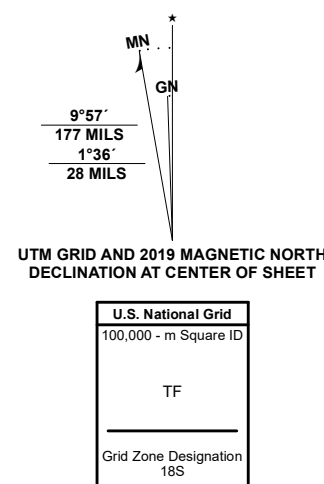 ★
MN
GN
9°57´
177 MILS
1°36´
28 MILS
UTM GRID AND 2019 MAGNETIC NORTH
DECLINATION AT CENTER OF SHEET
U.S. National Grid
100,000 - m Square ID
TF
Grid Zone Designation
18S